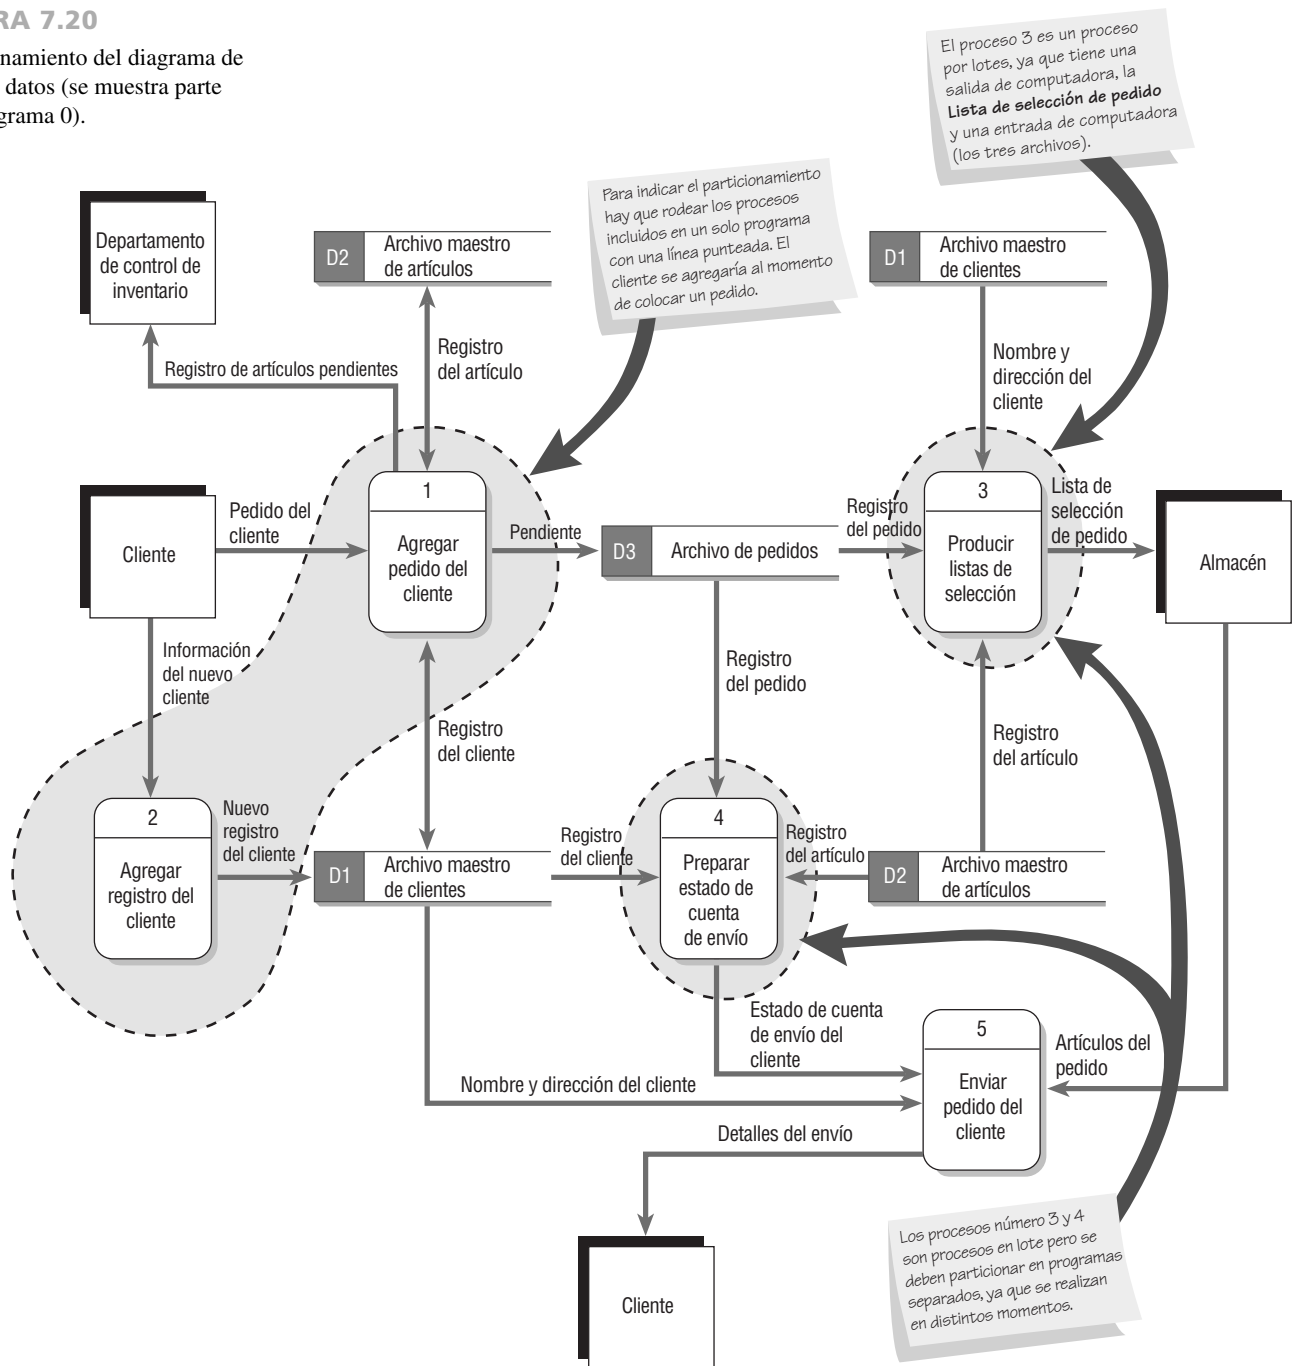 RA 7.20
namiento del diagrama de
datos (se muestra parte
grama 0).
El proceso 3 es un proceso
por lotes, ya que tiene una
salida de computadora, la
Lista de selección de pedido
y una entrada de computadora
(los tres archivos).
Para indicar el particionamiento
hay que rodear los procesos
incluidos en un solo programa
con una línea punteada. El
cliente se agregaría al momento
de colocar un pedido.
Departamento
de control de
inventario
D2
Archivo maestro
de artículos
D1
Archivo maestro
de clientes
Registro
del artículo
Registro de artículos pendientes
Nombre y
dirección del
cliente
Cliente
Pedido del
cliente
1
Agregar
pedido del
cliente
Pendiente
D3
Archivo de pedidos
Registro
del pedido
3
Producir
listas de
selección
Lista de
selección
de pedido
Almacén
Información
del nuevo
cliente
Registro
del cliente
Registro
del pedido
Registro
del artículo
2
Agregar
registro del
cliente
Nuevo
registro
del cliente
D1
Archivo maestro
de clientes
Registro
del cliente
4
Preparar
estado de
cuenta
de envío
Registro
del artículo
D2
Archivo maestro
de artículos
Estado de cuenta
de envío del
cliente
Nombre y dirección del cliente
5
Enviar
pedido del
cliente
Artículos del
pedido
Detalles del envío
Cliente
Los procesos número 3 y 4
son procesos en lote pero se
deben particionar en programas
separados, ya que se realizan
en distintos momentos.